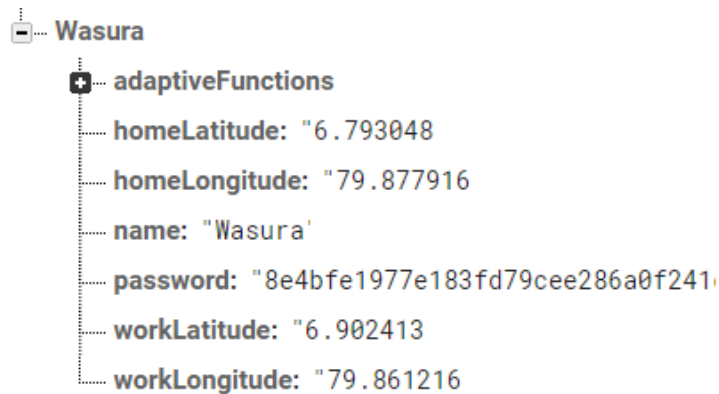 Wasura
adaptiveFunctions
homeLatitude: "6.793048
homeLongitude: "79.877916
name: "Wasura'
password: "8e4bfe1977e183fd79cee286a0f241
workLatitude: "6.902413
workLongitude: "79.861216